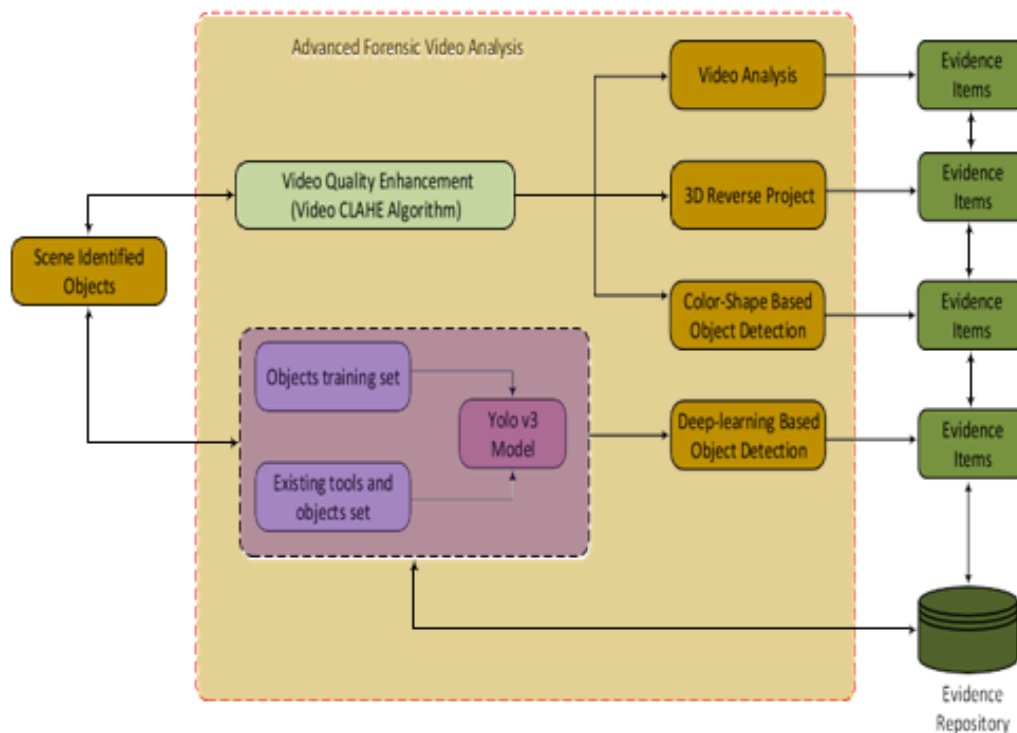 Advanced Forensic Video Analysis
Video Analysis
Evidence
Items
Video Quality Enhancement
(Video CLAHE Algorithm)
3D Reverse Project
Evidence
Items
Scene Identified
Objects
Color-Shape Based
Object Detection
Evidence
Items
Objects training set
Yolo v3
Model
Existing tools and
objects set
Deep-learning Based
Object Detection
Evidence
Items
Evidence
Repository